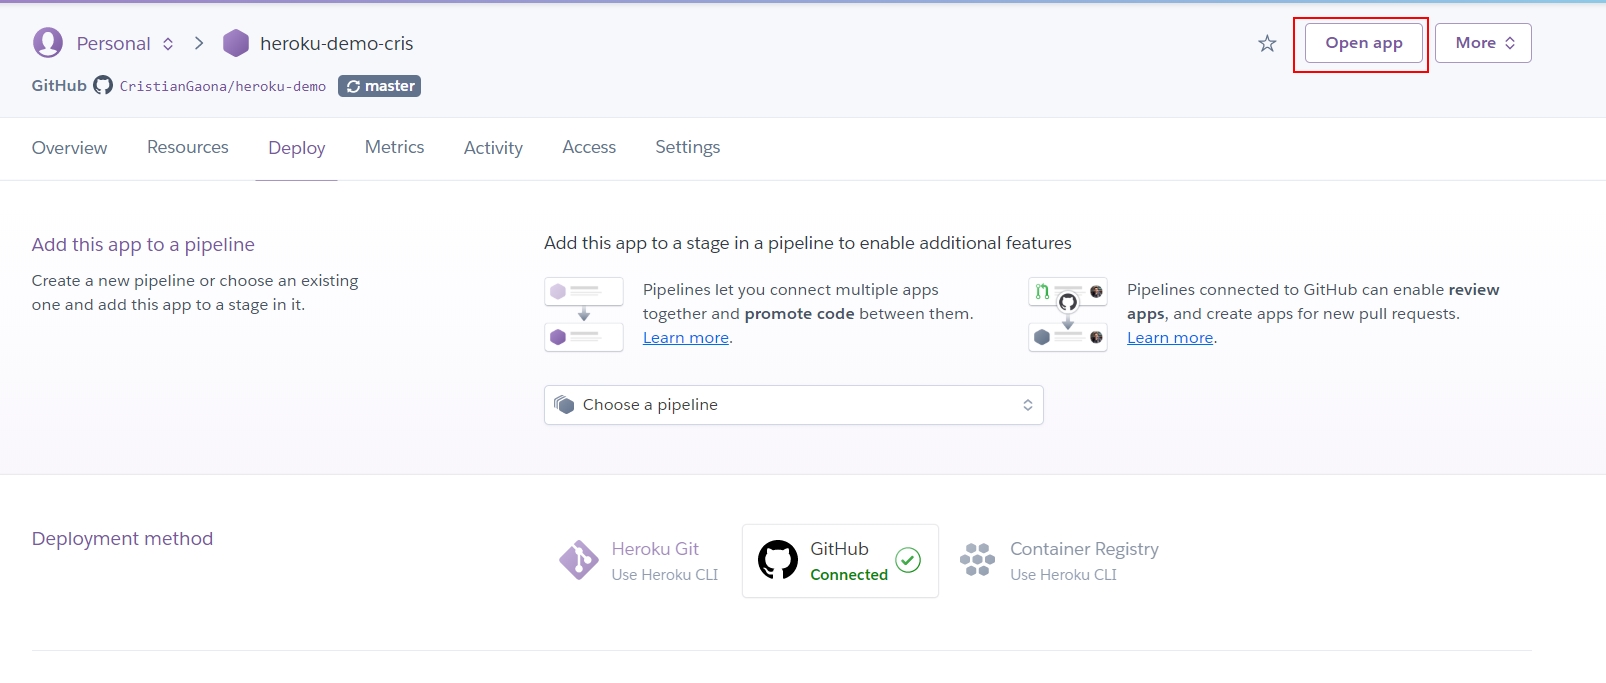 Personal heroku-demo-cris Open app More
GitHub CristianGaona/heroku-demo master
Overview Resources Deploy Metrics Activity Access Settings
Add this app to a pipeline
Create a new pipeline or choose an existing
one and add this app to a stage in it.
Add this app to a stage in a pipeline to enable additional features
Pipelines let you connect multiple apps
together and promote code between them.
Learn more.
Pipelines connected to GitHub can enable review
apps, and create apps for new pull requests.
Learn more.
Choose a pipeline
Deployment method
Heroku Git
Use Heroku CLI
GitHub
Connected
Container Registry
Use Heroku CLI